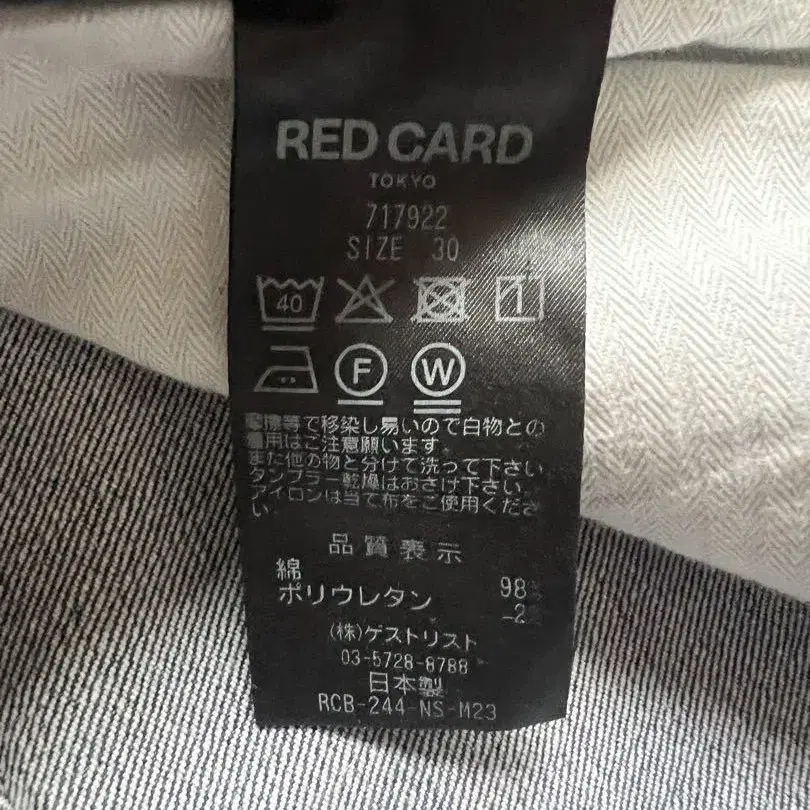 RED CARD
TOKYO
717922
SIZE 30
40
F W
摩擦等で移染し易いので白物との
着用はご注意願います。
また他の物と分けて洗って下さい
タンブラー乾燥はおさけ下さい。
アイロンは当て布をご使用くださ
い
品質表示
綿 98%
ポリウレタン 2%
(株)ゲストリスト
03-5728-8788
日本製
RCB-244-NS-M23